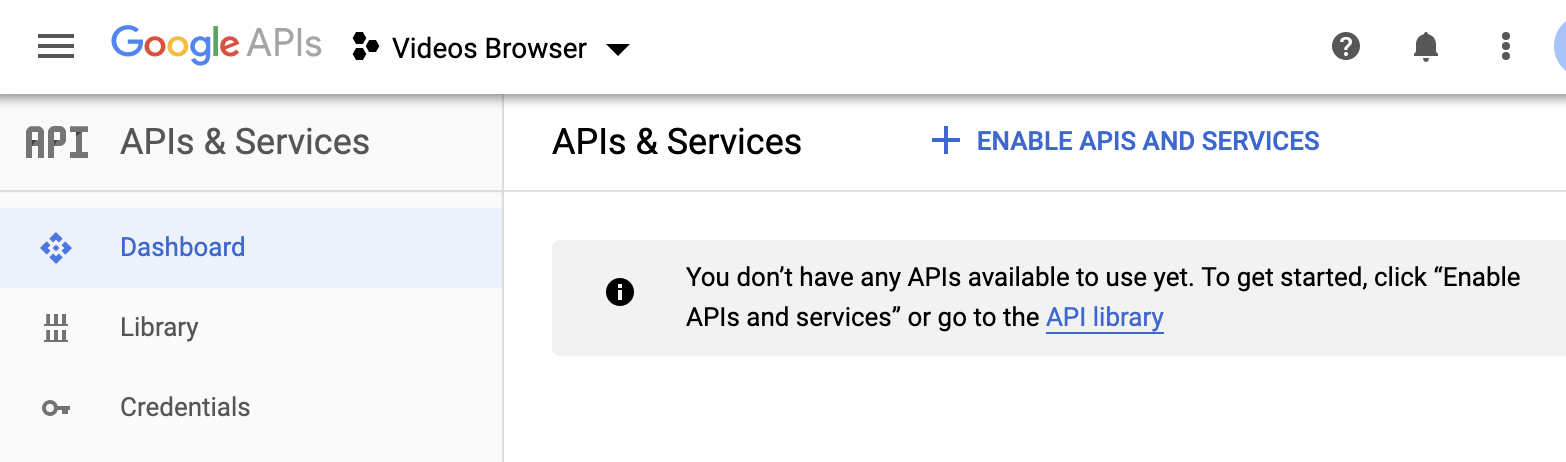 Google APIs Videos Browser
API APIs & Services
APIs & Services
ENABLE APIS AND SERVICES
Dashboard
Library
Credentials
You don’t have any APIs available to use yet. To get started, click “Enable
APIs and services” or go to the API library